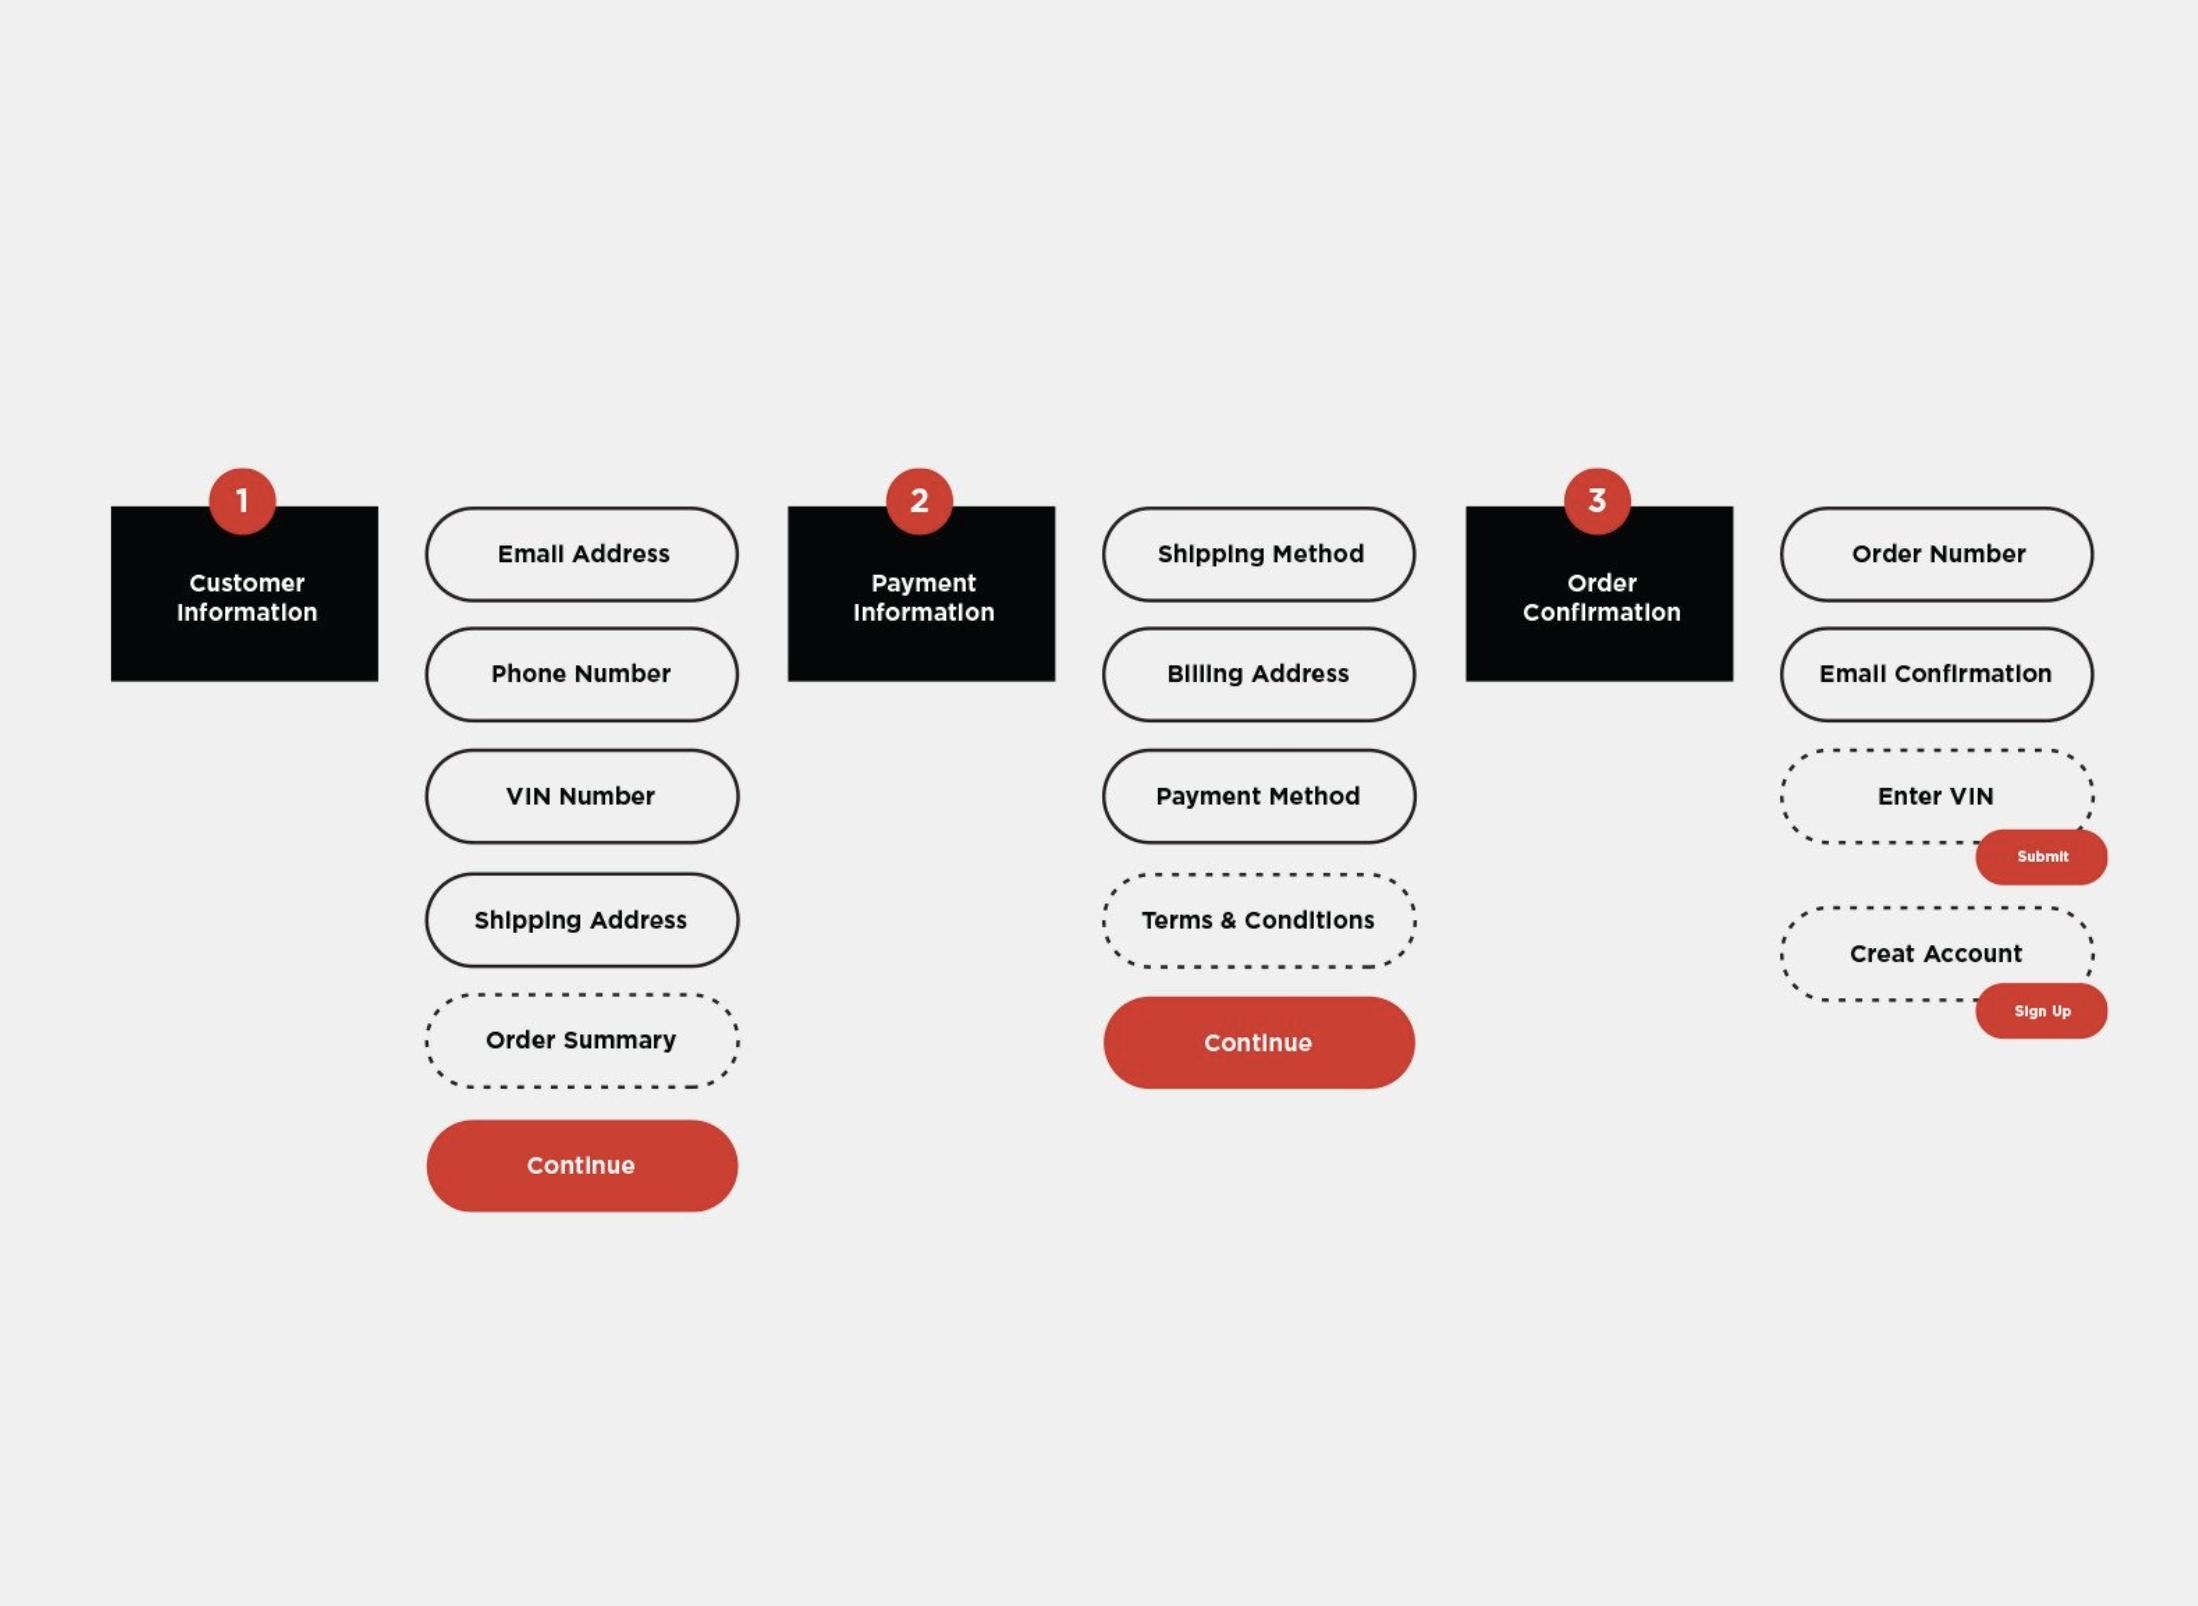 1
Customer
Information
Email Address
Phone Number
VIN Number
Shipping Address
Order Summary
Continue
2
Payment
Information
Shipping Method
Billing Address
Payment Method
Terms & Conditions
Continue
3
Order
Confirmation
Order Number
Email Confirmation
Enter VIN
Submit
Creat Account
Sign Up